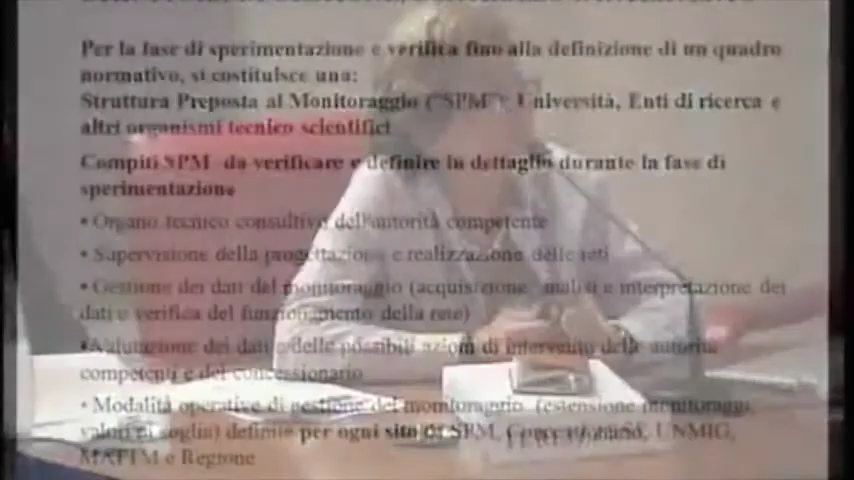 Per la fase di sperimentazione e verifica fino alla definizione di un quadro
normativo, si costituisce una:
Struttura Preposta al Monitoraggio ("SPM"): Università, Enti di ricerca e
altri organismi tecnico scientifici
Compiti SPM da verificare e definire in dettaglio durante la fase di
sperimentazione
• Organo tecnico consultivo dell'autorità competente
• Supervisione della progettazione e realizzazione delle reti
• Gestione dei dati del monitoraggio (acquisizione analisi e interpretazione dei
dati e verifica del funzionamento della rete)
•Valutazione dei dati e delle possibili azioni di intervento delle autorità
competenti e del concessionario
• Modalità operative di gestione del monitoraggio (estensione monitoraggi,
valori di soglia) definite per ogni sito da SPM, Concessionario, UNMIG,
MATTM e Regione